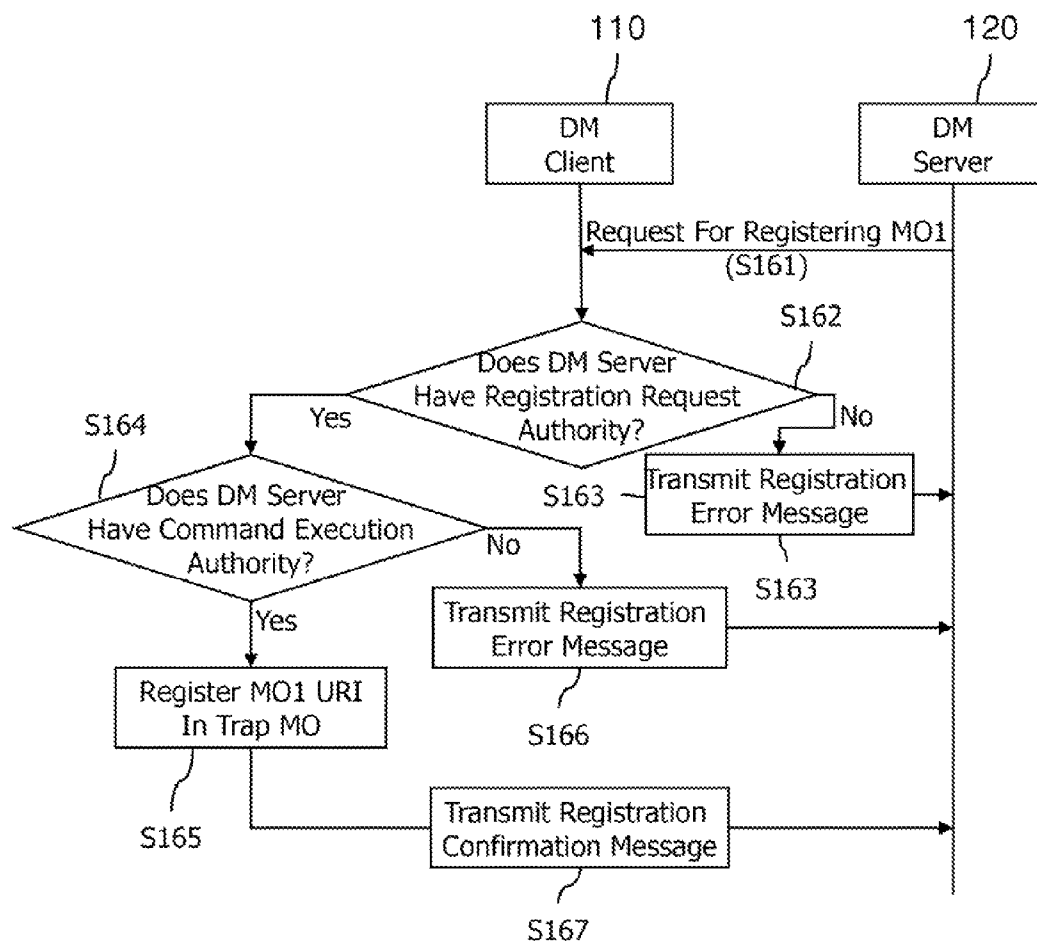 110
120
DM
Client
DM
Server
Request For Registering MO1
(S161)
S162
Does DM Server
Have Registration Request
Authority?
Yes
No
S164
S163
Transmit Registration
Error Message
S163
Does DM Server
Have Command Execution
Authority?
No
Yes
Transmit Registration
Error Message
S166
Register MO1 URI
In Trap MO
S165
Transmit Registration
Confirmation Message
S167